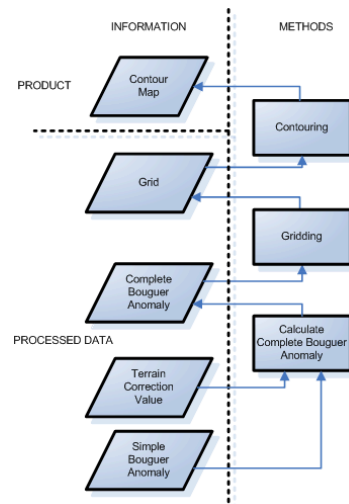 INFORMATION
METHODS
PRODUCT
Contour
Map
Contouring
Grid
Gridding
Complete
Bouguer
Anomaly
Calculate
Complete Bouguer
Anomaly
PROCESSED DATA
Terrain
Correction
Value
Simple
Bouguer
Anomaly